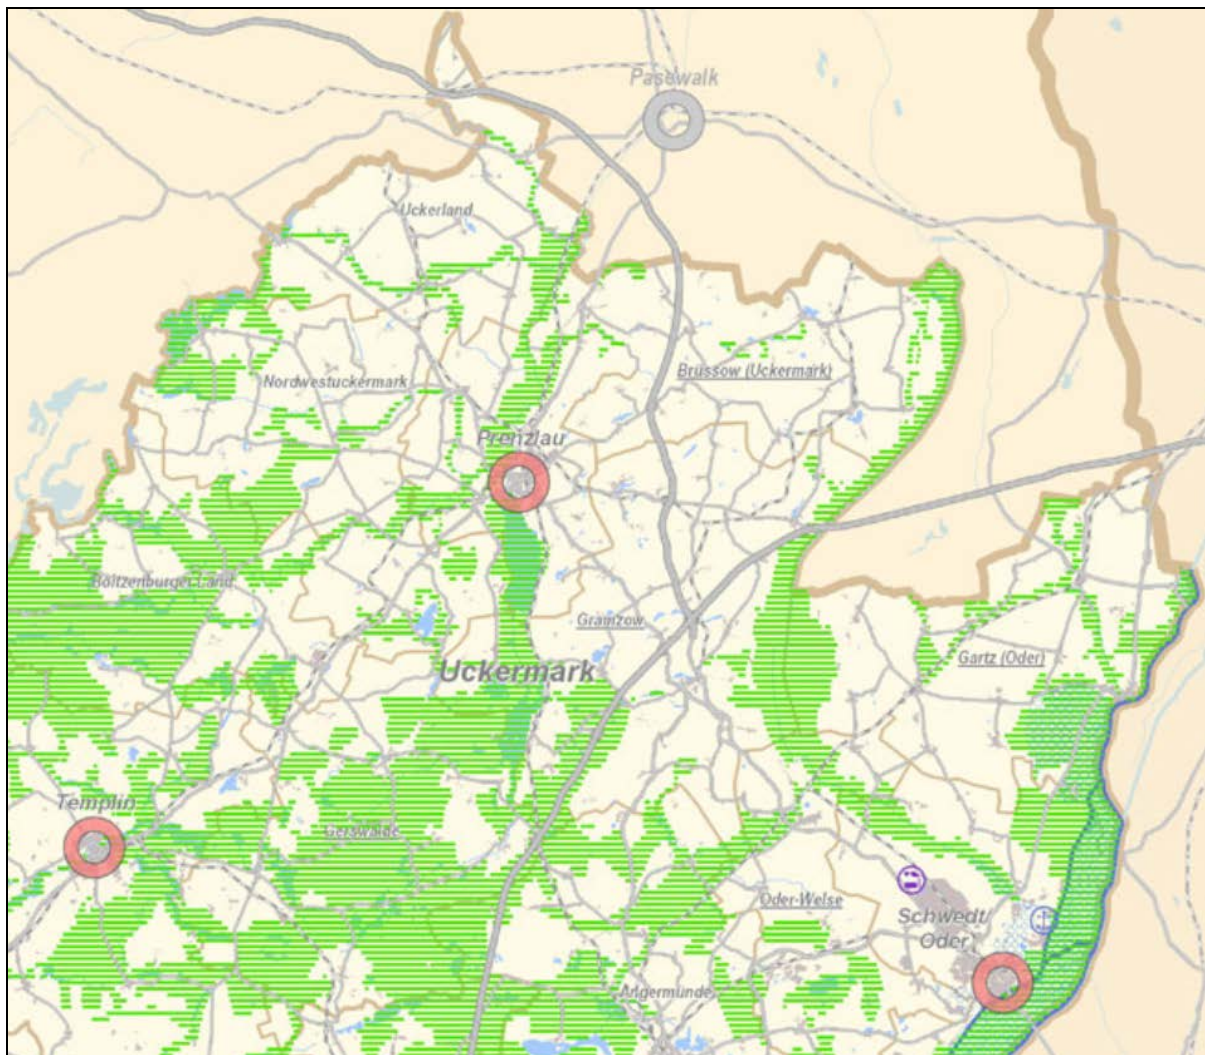 Pasewalk
Uckerland
Brüssow (Uckermark)
Nordwestuckermark
Prenzlau
Boitzenburger Land
Gramzow
Gartz (Oder)
Uckermark
Templin
Gerswalde
Oder-Welse
Schwedt/
Oder
Angermünde